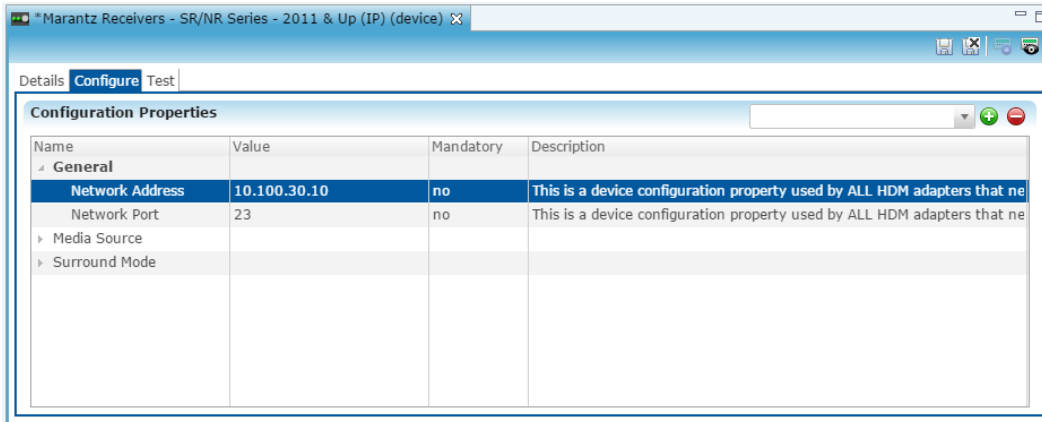 *Marantz Receivers - SR/NR Series - 2011 & Up (IP) (device)
Details Configure Test
Configuration Properties
Name Value Mandatory Description
General
Network Address 10.100.30.10 no This is a device configuration property used by ALL HDM adapters that ne
Network Port 23 no This is a device configuration property used by ALL HDM adapters that ne
Media Source
Surround Mode